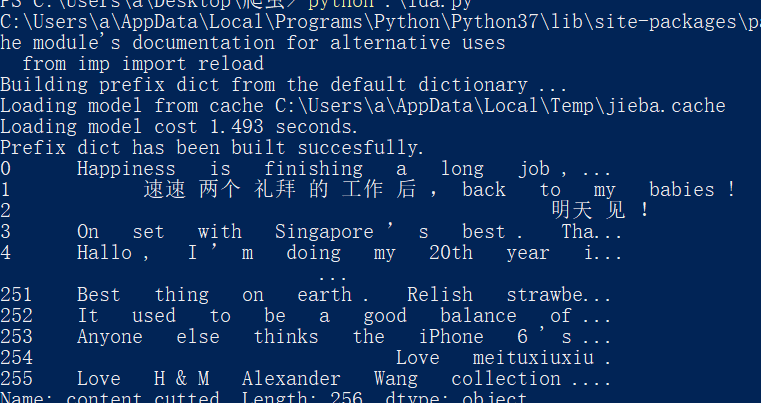 PS C:\Users\a\Desktop\爬虫> python .\lda.py
C:\Users\a\AppData\Local\Programs\Python\Python37\lib\site-packages\pa
he module's documentation for alternative uses
from imp import reload
Building prefix dict from the default dictionary ...
Loading model from cache C:\Users\a\AppData\Local\Temp\jieba.cache
Loading model cost 1.493 seconds.
Prefix dict has been built succesfully.
0 Happiness is finishing a long job , ...
1 速速 两个 礼拜 的 工作 后 ， back to my babies !
2 明天 见 ！
3 On set with Singapore ’ s best . Tha...
4 Hallo , I ’ m doing my 20th year i...
...
251 Best thing on earth . Relish strawbe...
252 It used to be a good balance of ...
253 Anyone else thinks the iPhone 6 ' s ...
254 Love meituxiuxiu .
255 Love H & M Alexander Wang collection ....
Name: content_cutted, Length: 256, dtype: object